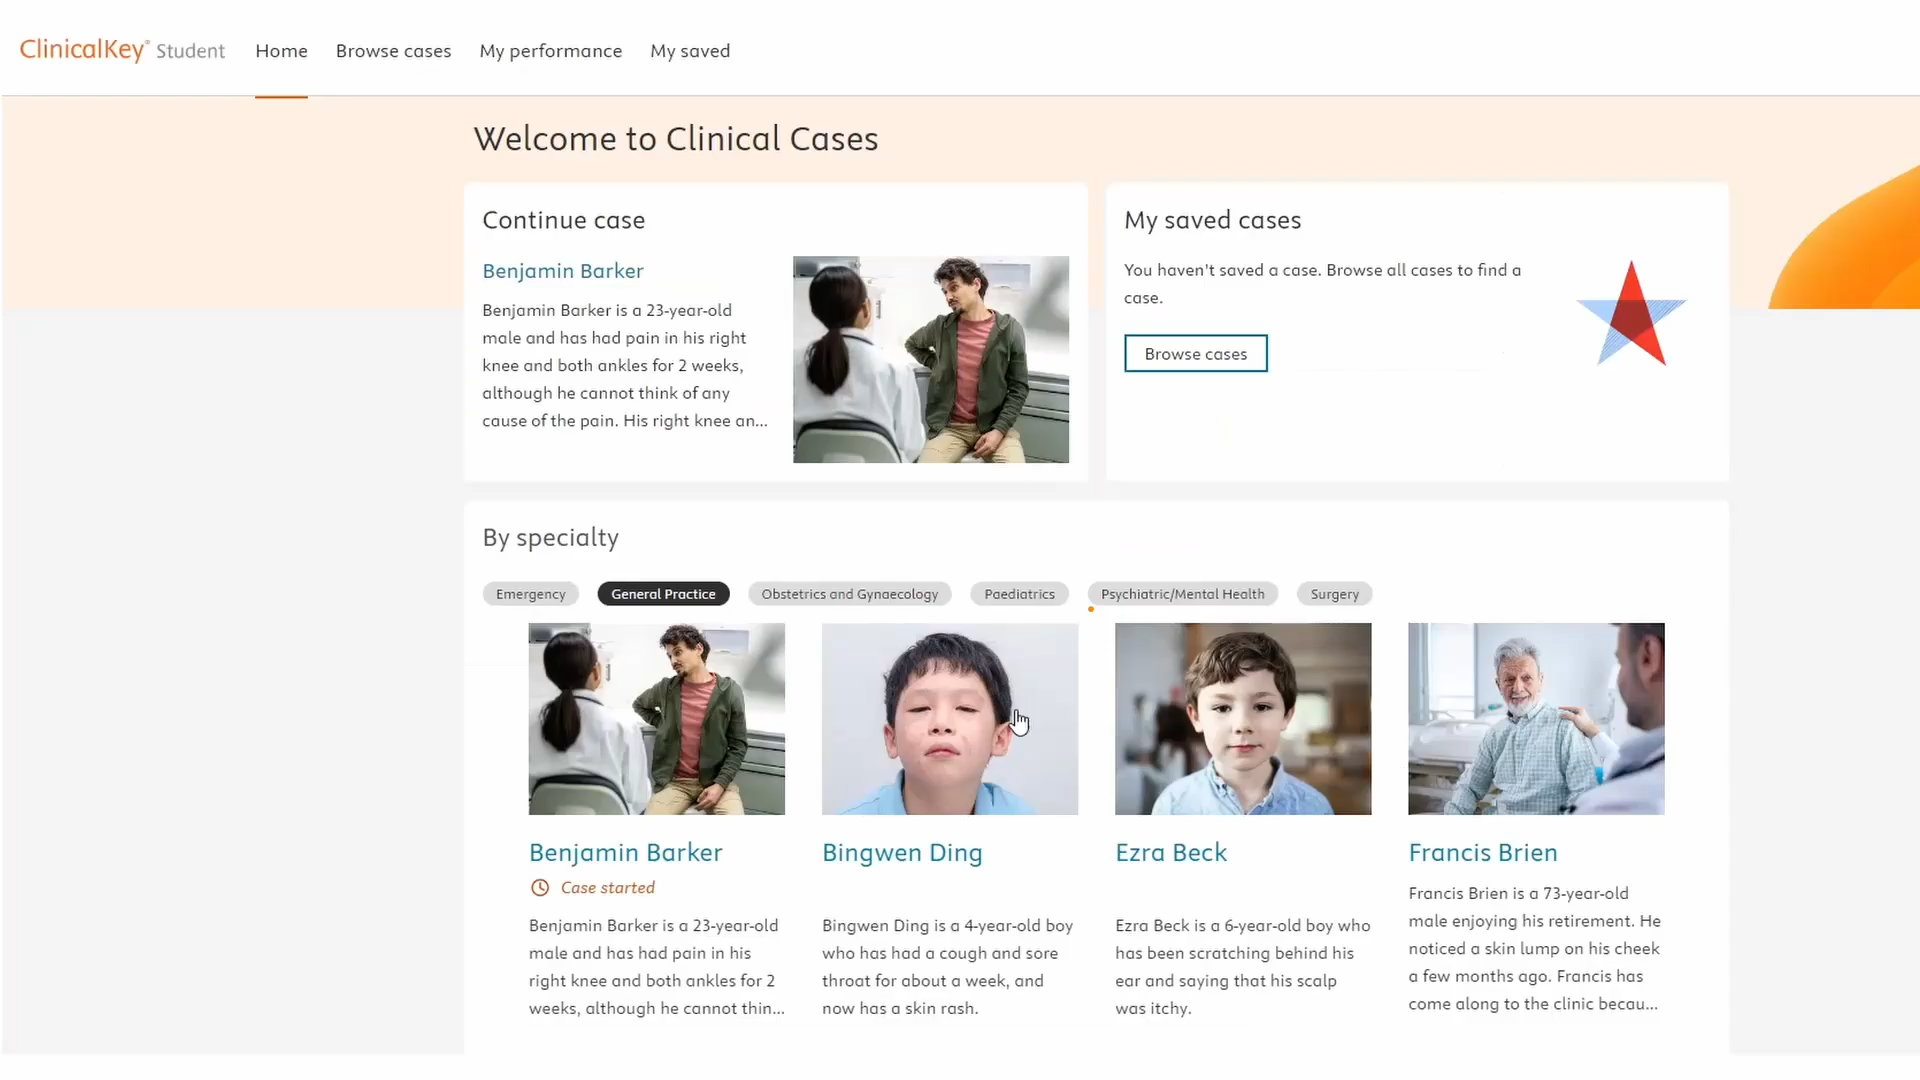 ClinicalKey® Student
Home
Browse cases
My performance
My saved
Welcome to Clinical Cases
Continue case
Benjamin Barker
Benjamin Barker is a 23-year-old
male and has had pain in his right
knee and both ankles for 2 weeks,
although he cannot think of any
cause of the pain. His right knee an...
My saved cases
You haven't saved a case. Browse all cases to find a
case.
Browse cases
By specialty
Emergency
General Practice
Obstetrics and Gynaecology
Paediatrics
Psychiatric/Mental Health
Surgery
Benjamin Barker
Case started
Benjamin Barker is a 23-year-old
male and has had pain in his
right knee and both ankles for 2
weeks, although he cannot thin...
Bingwen Ding
Bingwen Ding is a 4-year-old boy
who has had a cough and sore
throat for about a week, and
now has a skin rash.
Ezra Beck
Ezra Beck is a 6-year-old boy who
has been scratching behind his
ear and saying that his scalp
was itchy.
Francis Brien
Francis Brien is a 73-year-old
male enjoying his retirement. He
noticed a skin lump on his cheek
a few months ago. Francis has
come along to the clinic becau...